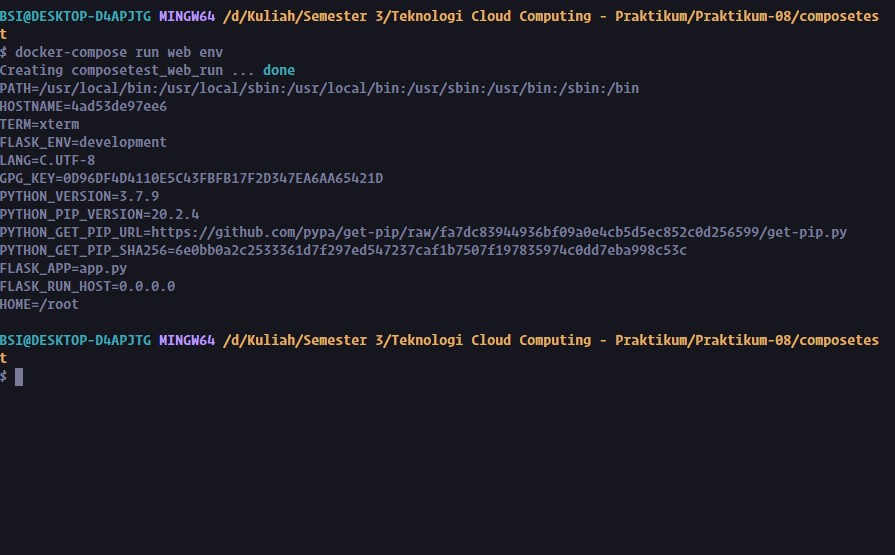 BSI@DESKTOP-D4APJTG MINGW64 /d/Kuliah/Semester 3/Teknologi Cloud Computing - Praktikum/Praktikum-08/composetes
t
$ docker-compose run web env
Creating composetest_web_run ... done
PATH=/usr/local/bin:/usr/local/sbin:/usr/local/bin:/usr/sbin:/usr/bin:/sbin:/bin
HOSTNAME=4ad53de97ee6
TERM=xterm
FLASK_ENV=development
LANG=C.UTF-8
GPG_KEY=0D96DF4D4110E5C43FBFB17F2D347EA6AA65421D
PYTHON_VERSION=3.7.9
PYTHON_PIP_VERSION=20.2.4
PYTHON_GET_PIP_URL=https://github.com/pypa/get-pip/raw/fa7dc83944936bf09a0e4cb5d5ec852c0d256599/get-pip.py
PYTHON_GET_PIP_SHA256=6e0bb0a2c2533361d7f297ed547237caf1b7507f197835974c0dd7eba998c53c
FLASK_APP=app.py
FLASK_RUN_HOST=0.0.0.0
HOME=/root
BSI@DESKTOP-D4APJTG MINGW64 /d/Kuliah/Semester 3/Teknologi Cloud Computing - Praktikum/Praktikum-08/composetes
t
$